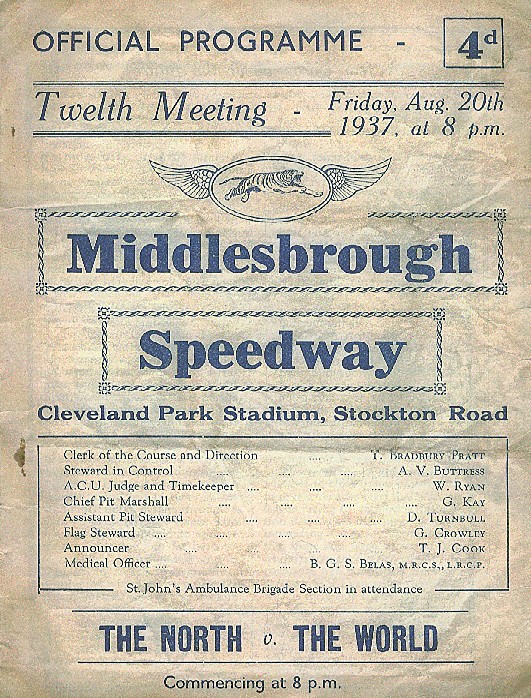 OFFICIAL PROGRAMME - 4d
Twelth Meeting - Friday, Aug. 20th
1937, at 8 p.m.
Middlesbrough
Speedway
Cleveland Park Stadium, Stockton Road
Clerk of the Course and Direction .... T. BRADBURY PRATT
Steward in Control .... .... .... A. V. BUTTRESS
A.C.U. Judge and Timekeeper .... .... .... W. RYAN
Chief Pit Marshall .... .... .... G. KAY
Assistant Pit Steward .... .... .... D. TURNBULL
Flag Steward .... .... .... .... G. CROWLEY
Announcer .... .... .... .... T. J. COOK
Medical Officer .... .... .... B. G. S. BELAS, M.R.C.S., L.R.C.P.
St. John's Ambulance Brigade Section in attendance
THE NORTH v. THE WORLD
Commencing at 8 p.m.